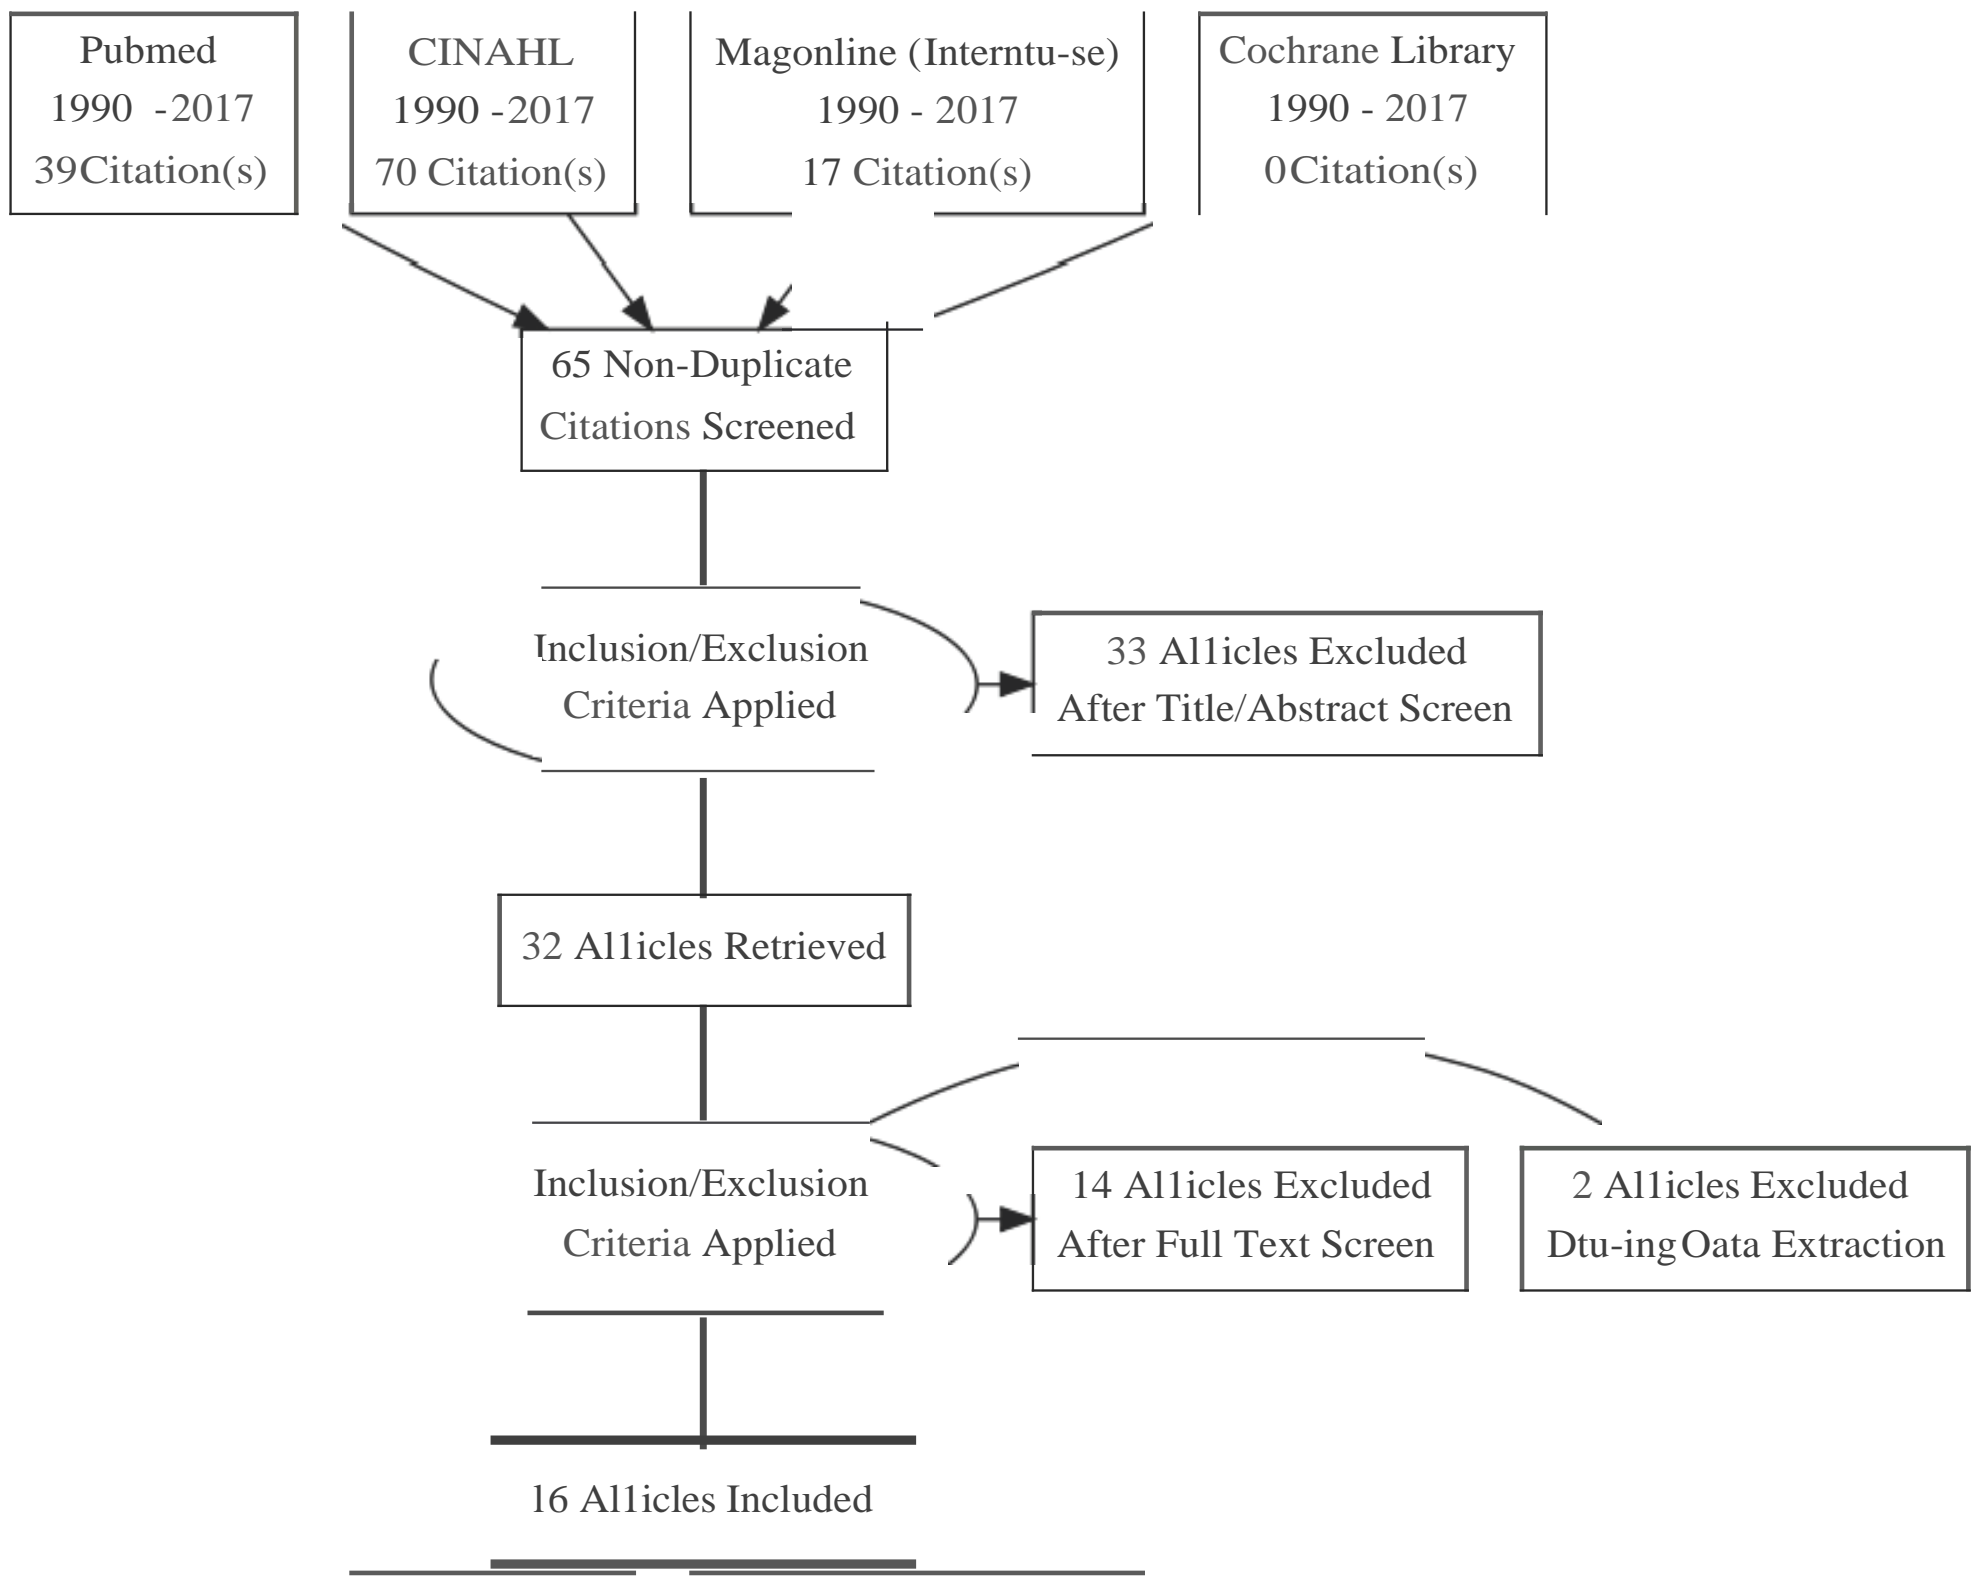 Pubmed
1990 -2017
39Citation(s)
CINAHL
1990 -2017
70 Citation(s)
Magonline (Interntu-se)
1990 - 2017
17 Citation(s)
Cochrane Library
1990 - 2017
0Citation(s)
65 Non-Duplicate
Citations Screened
Inclusion/Exclusion
Criteria Applied
33 Al1icles Excluded
After Title/Abstract Screen
32 Al1icles Retrieved
Inclusion/Exclusion
Criteria Applied
14 Al1icles Excluded
After Full Text Screen
2 Al1icles Excluded
Dtu-ing Oata Extraction
16 Al1icles Included